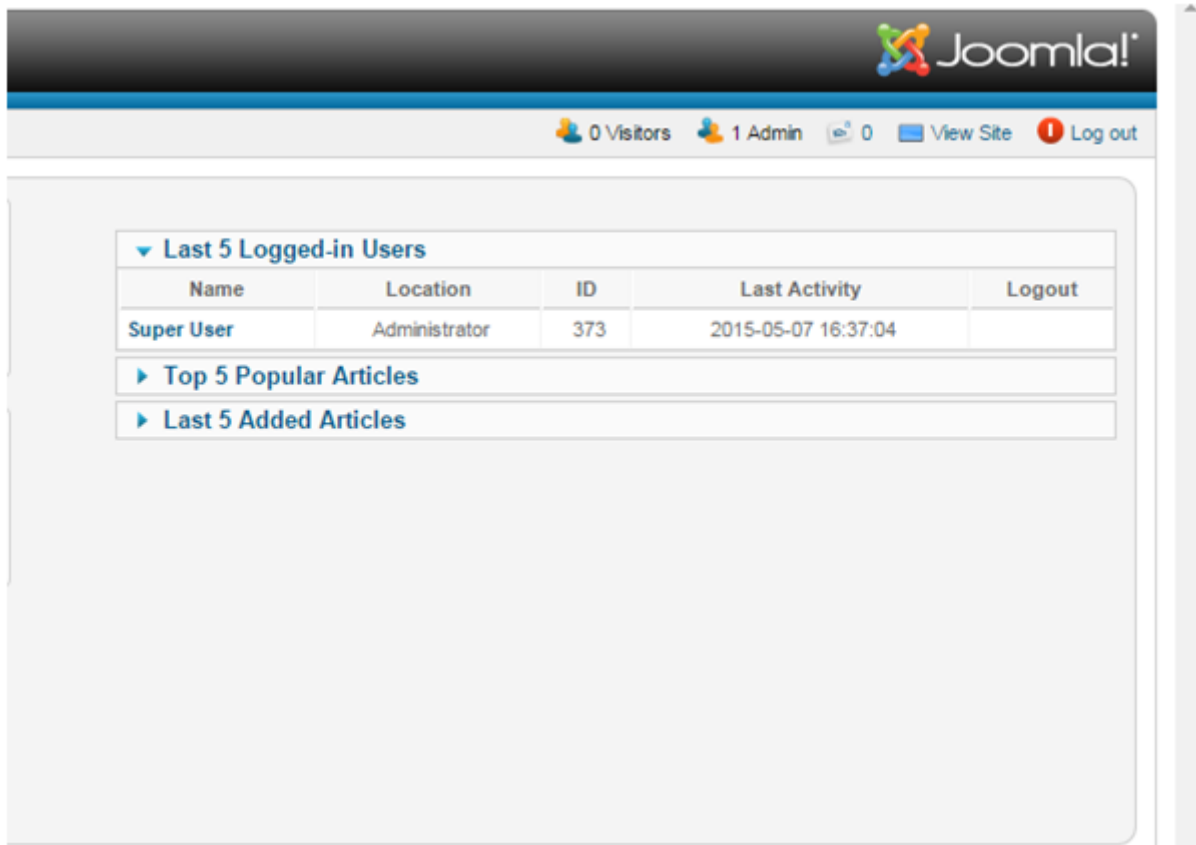 Joomla!
0 Visitors 1 Admin 0 View Site Log out
Last 5 Logged-in Users
Name Location ID Last Activity Logout
Super User Administrator 373 2015-05-07 16:37:04
Top 5 Popular Articles
Last 5 Added Articles